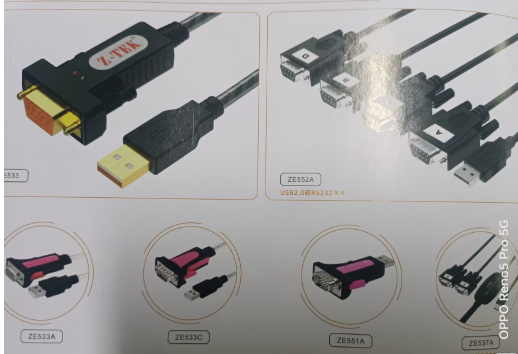 Z-TEK
D
B
A
ZE533
ZE552A
USB2.0转RS232×4
ZE533A
ZE533C
ZE551A
ZE537A
OPPO Reno5 Pro 5G